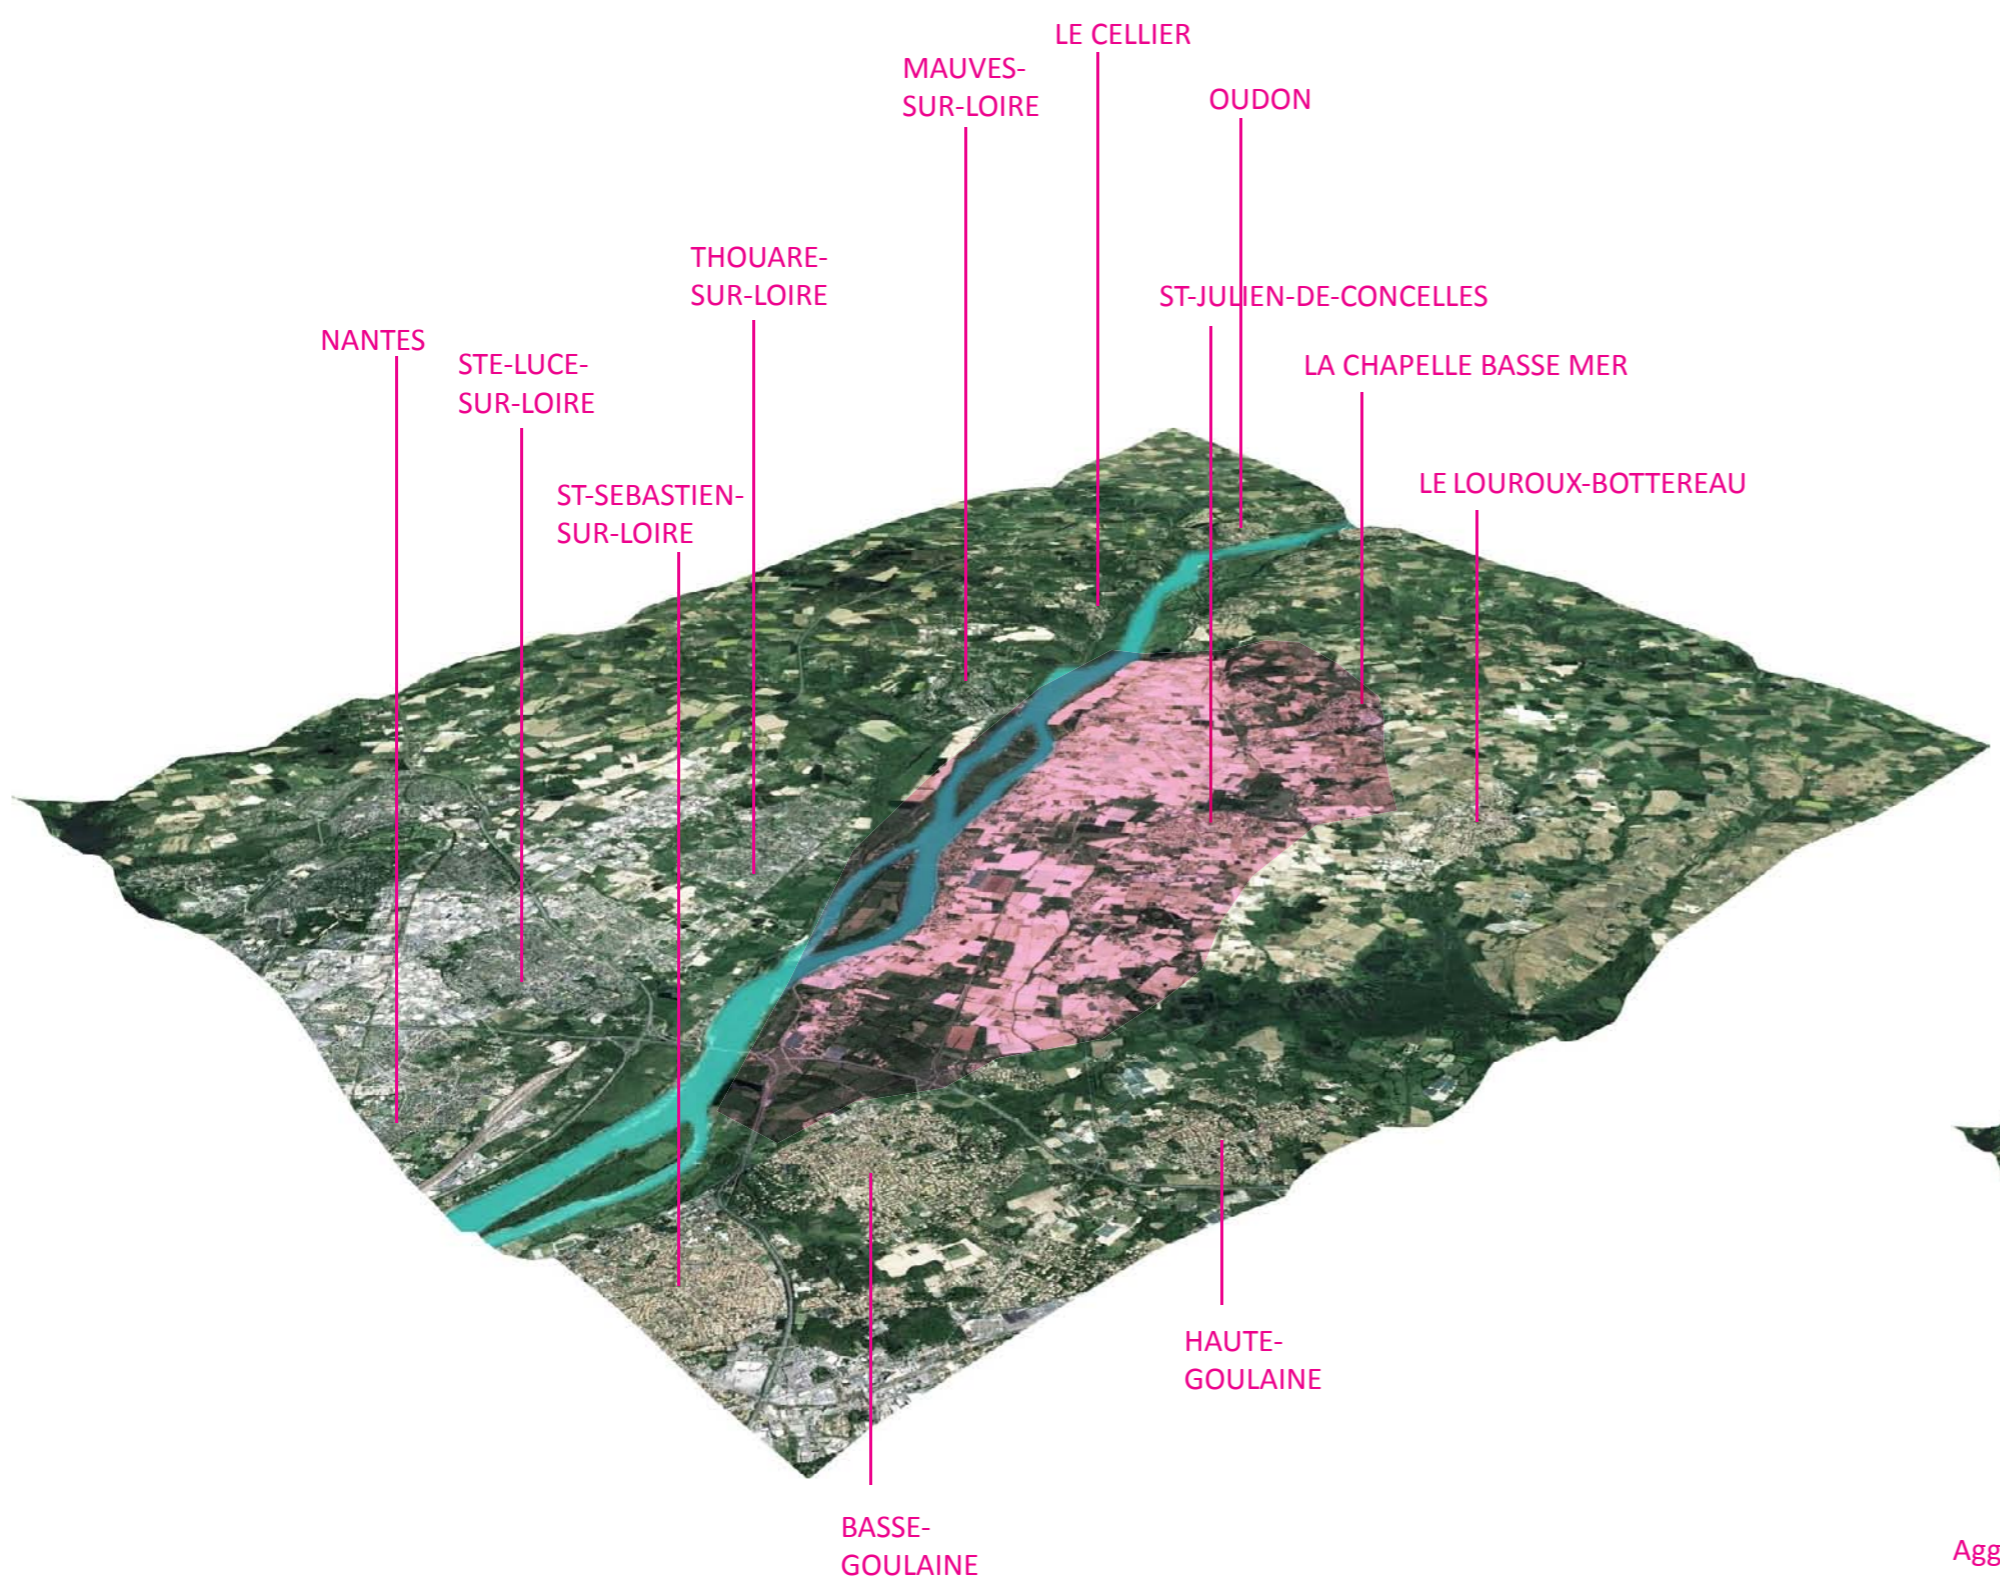 LE CELLIER
MAUVES-
SUR-LOIRE
OUDON
THOUARE-
SUR-LOIRE
ST-JULIEN-DE-CONCELLES
NANTES
STE-LUCE-
SUR-LOIRE
LA CHAPELLE BASSE MER
ST-SEBASTIEN-
SUR-LOIRE
LE LOUROUX-BOTTEREAU
HAUTE-
GOULAINE
BASSE-
GOULAINE
Agg